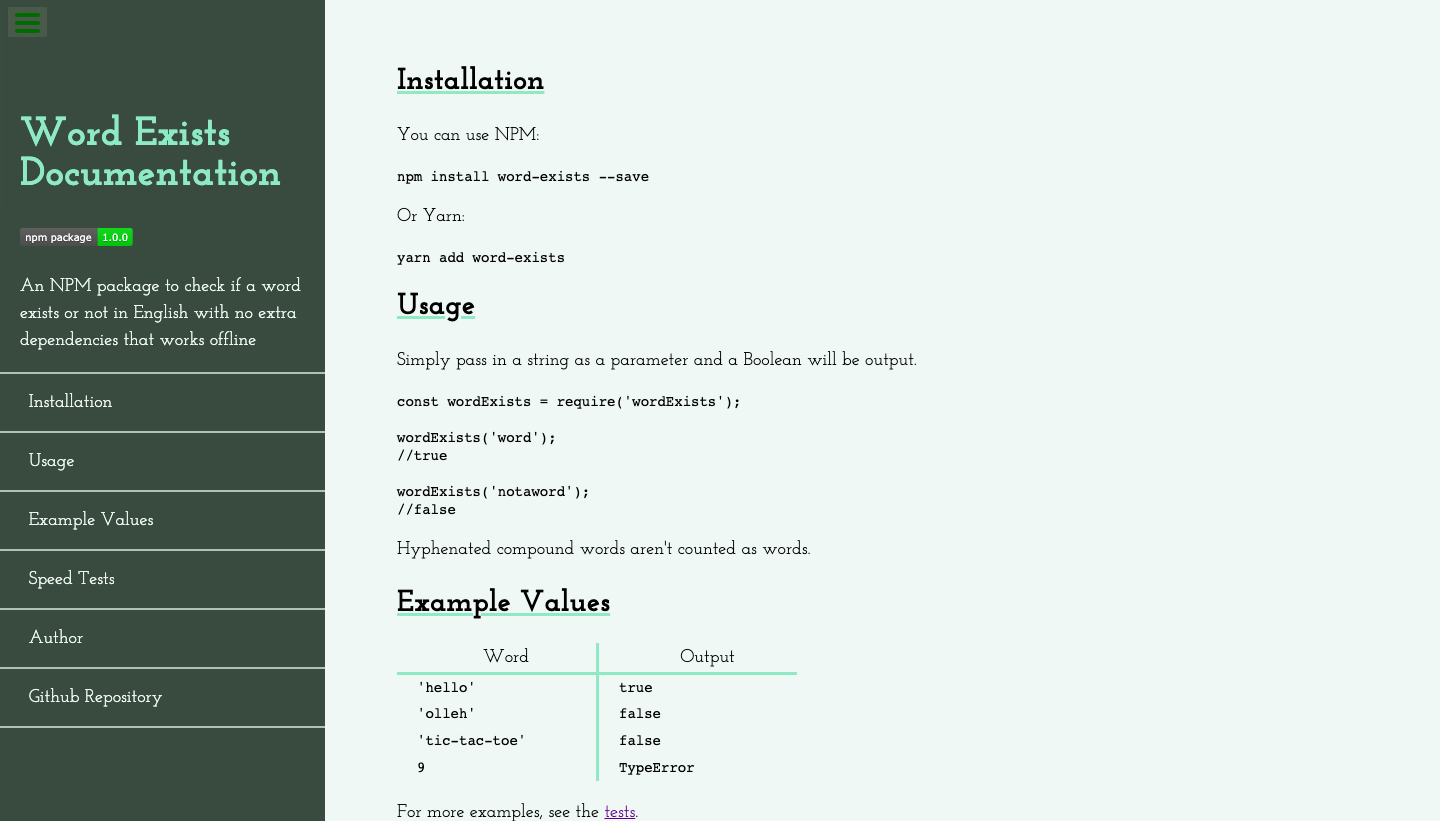 Word Exists
Documentation
npm package 1.0.0
An NPM package to check if a word
exists or not in English with no extra
dependencies that works offline
Installation
Usage
Example Values
Speed Tests
Author
Github Repository
Installation
You can use NPM:
npm install word-exists --save
Or Yarn:
yarn add word-exists
Usage
Simply pass in a string as a parameter and a Boolean will be output.
const wordExists = require('wordExists');
wordExists('word');
//true
wordExists('notaword');
//false
Hyphenated compound words aren't counted as words.
Example Values
Word Output
'hello' true
'olleh' false
'tic-tac-toe' false
9 TypeError
For more examples, see the tests.